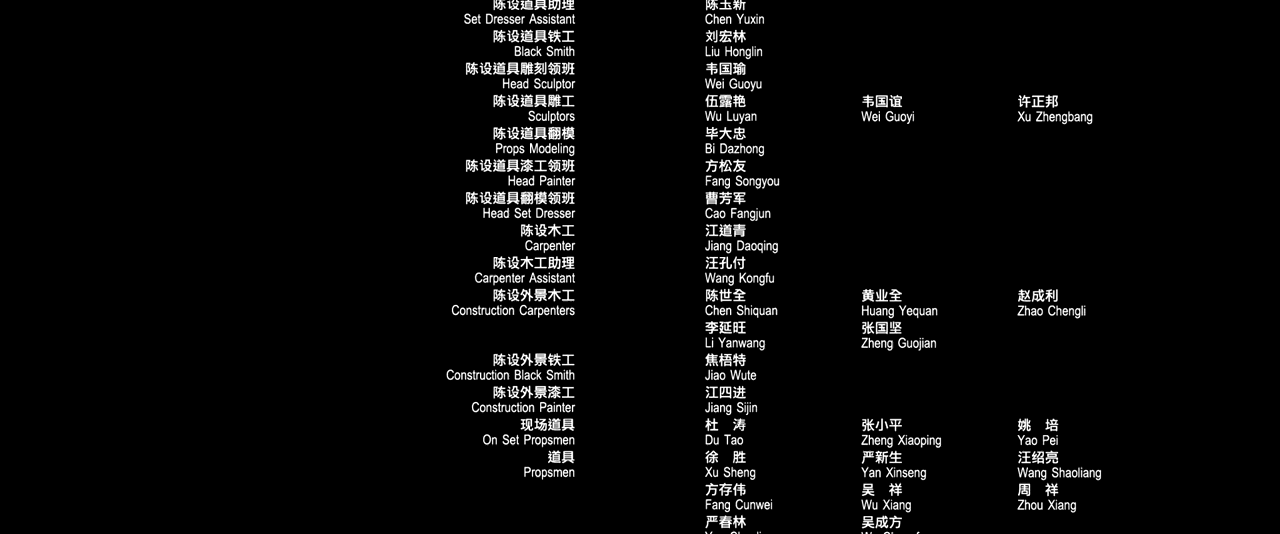 陈设道具助理 陈玉新
Set Dresser Assistant Chen Yuxin
陈设道具铁工 刘宏林
Black Smith Liu Honglin
陈设道具雕刻领班 韦国瑜
Head Sculptor Wei Guoyu
陈设道具雕工 伍露艳 韦国谊 许正邦
Sculptors Wu Luyan Wei Guoyi Xu Zhengbang
陈设道具翻模 毕大忠
Props Modeling Bi Dazhong
陈设道具漆工领班 方松友
Head Painter Fang Songyou
陈设道具翻模领班 曹芳军
Head Set Dresser Cao Fangjun
陈设木工 江道青
Carpenter Jiang Daoqing
陈设木工助理 汪孔付
Carpenter Assistant Wang Kongfu
陈设外景木工 陈世全 黄业全 赵成利
Construction Carpenters Chen Shiquan Huang Yequan Zhao Chengli
李延旺 张国坚
Li Yanwang Zheng Guojian
陈设外景铁工 焦梧特
Construction Black Smith Jiao Wute
陈设外景漆工 江四进
Construction Painter Jiang Sijin
现场道具 杜 涛 张小平 姚 培
On Set Propsmen Du Tao Zheng Xiaoping Yao Pei
道具 徐 胜 严新生 汪绍亮
Propsmen Xu Sheng Yan Xinseng Wang Shaoliang
方存伟 吴 祥 周 祥
Fang Cunwei Wu Xiang Zhou Xiang
严春林 吴成方